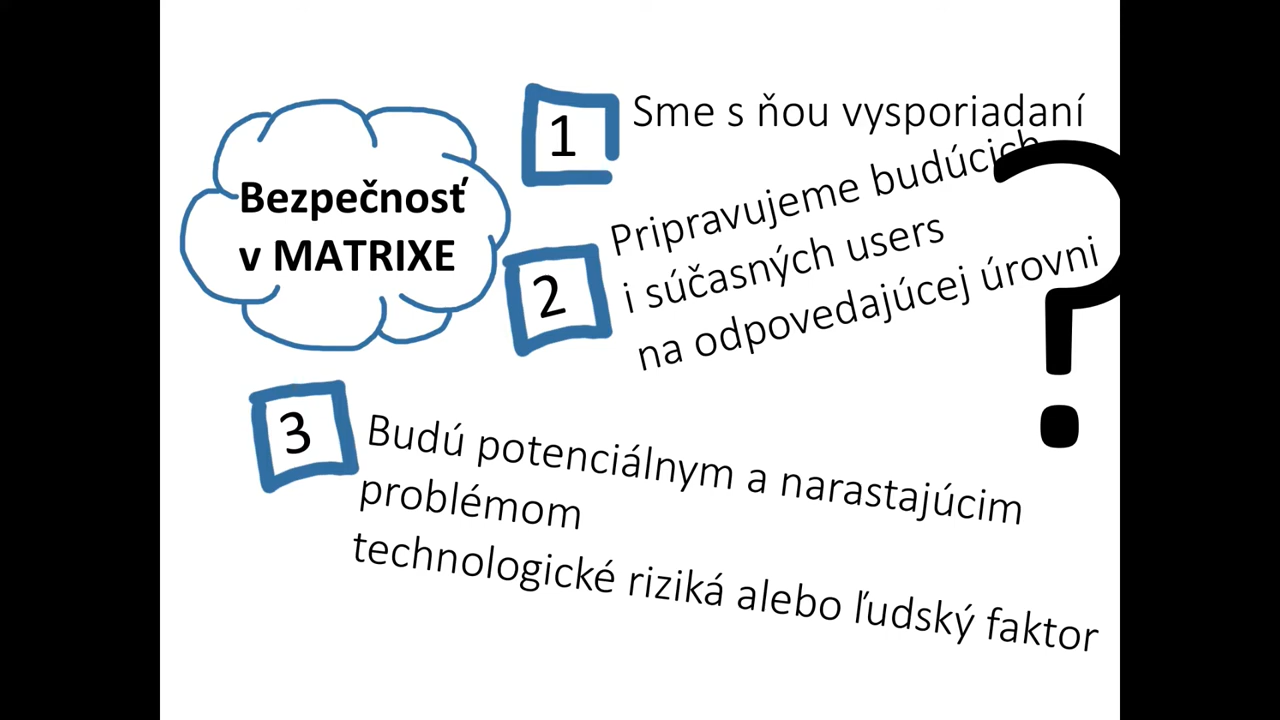 Bezpečnosť
v MATRIXE
1
Sme s ňou vysporiadaní
2
Pripravujeme budúcich
i súčasných users
na odpovedajúcej úrovni
?
3
Budú potenciálnym a narastajúcim
problémom
technologické riziká alebo ľudský faktor